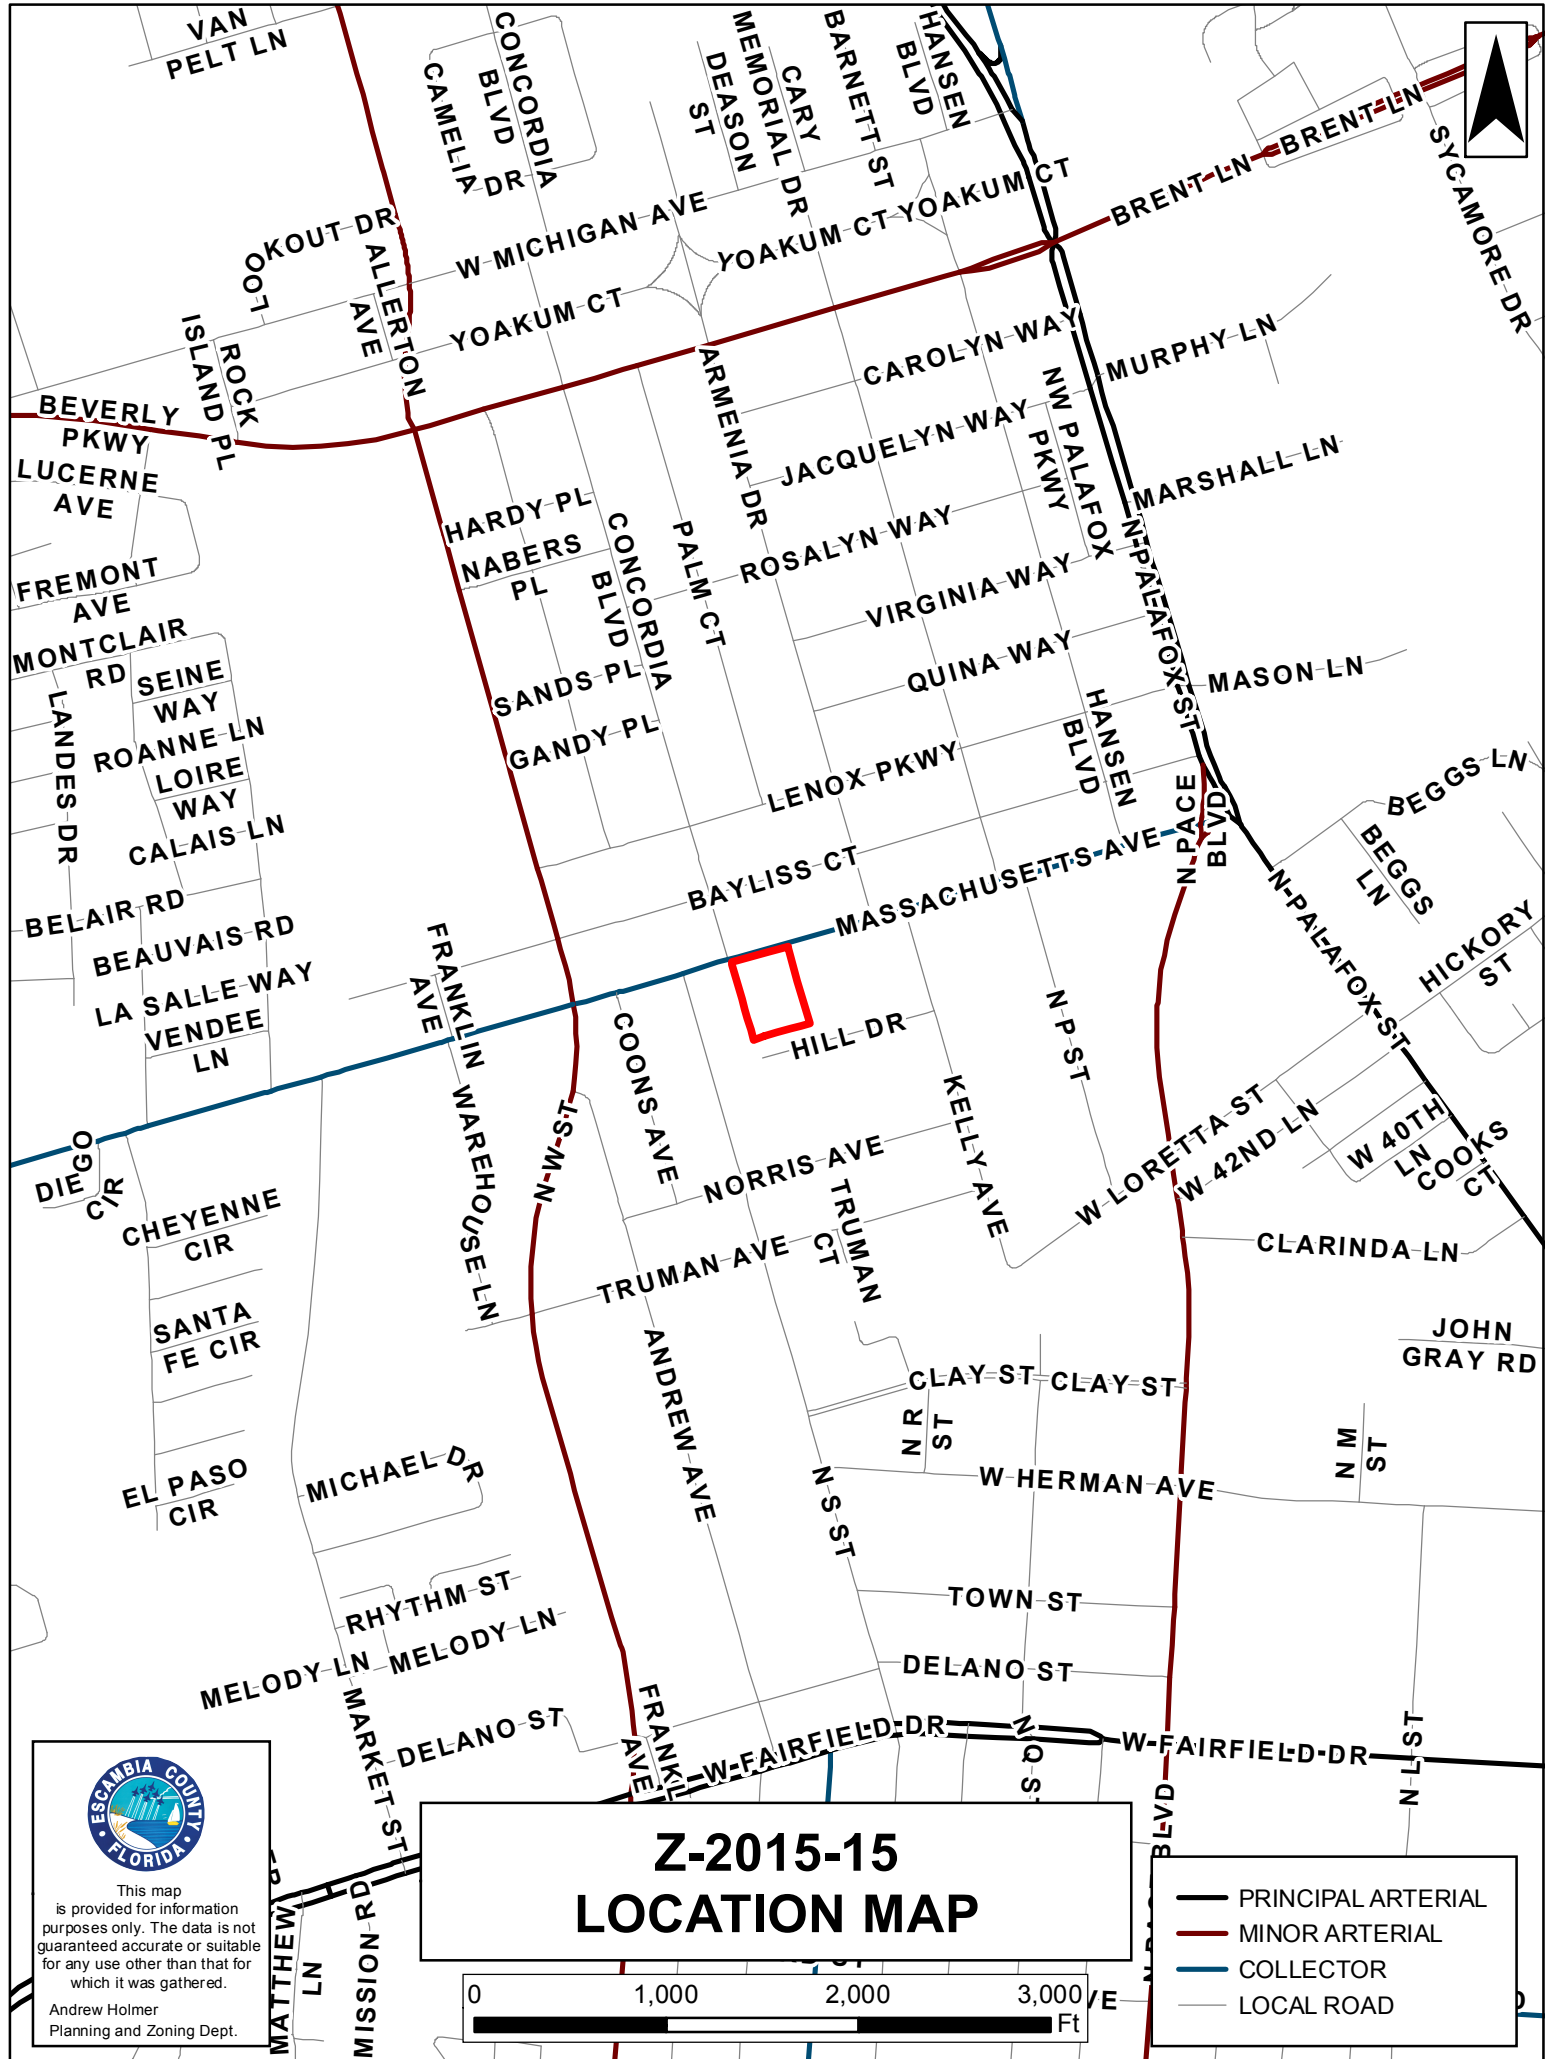 VAN
PELT LN
CONCORDIA
BLVD
CAMELIA
DR
DEASON
ST
MEMORIAL DR
CARY
BARNETT ST
HANSEN
BLVD
BRENT LN
BRENT LN
SYCAMORE DR
LOOKOUT DR
ALLERTON
AVE
W MICHIGAN AVE
YOAKUM CT
YOAKUM CT
YOAKUM CT
ROCK
ISLAND PL
BEVERLY
PKWY
LUCERNE
AVE
ARMENIA DR
CAROLYN WAY
MURPHY LN
JACQUELYN WAY
NW PALAFOX
PKWY
MARSHALL LN
HARDY PL
NABERS
PL
CONCORDIA
BLVD
PALM CT
ROSALYN WAY
N PALAFOX ST
FREMONT
AVE
VIRGINIA WAY
MONTCLAIR
RD
SEINE
WAY
QUINA WAY
MASON LN
SANDS PL
GANDY PL
LANDES DR
ROANNE LN
LOIRE
WAY
HANSEN
BLVD
LENOX PKWY
N PACE
BLVD
BEGGS LN
BEGGS
LN
CALAIS LN
BAYLISS CT
MASSACHUSETTS AVE
BELAIR RD
BEAUVAIS RD
FRANKLIN
AVE
N PALAFOX ST
HICKORY
ST
LA SALLE WAY
VENDEE
LN
COONS AVE
HILL DR
N P ST
KELLY AVE
WAREHOUSE LN
N W ST
DIEGO
CIR
CHEYENNE
CIR
NORRIS AVE
W LORETTA ST
W 42ND LN
W 40TH
LN
COOKS
CT
TRUMAN
CT
TRUMAN AVE
CLARINDA LN
SANTA
FE CIR
JOHN
GRAY RD
ANDREW AVE
CLAY ST
CLAY ST
N R
ST
N M
ST
EL PASO
CIR
MICHAEL DR
N S ST
W HERMAN AVE
RHYTHM ST
TOWN ST
MELODY LN
MELODY LN
DELANO ST
MARKET ST
DELANO ST
W FAIRFIELD DR
W FAIRFIELD DR
N L ST
AVE
BLVD
ESCAMBIA COUNTY
FLORIDA
This map
is provided for information
purposes only. The data is not
guaranteed accurate or suitable
for any use other than that for
which it was gathered.
Andrew Holmer
Planning and Zoning Dept.
MATTHEW
LN
MISSION RD
Z-2015-15
LOCATION MAP
0 1,000 2,000 3,000
Ft
PRINCIPAL ARTERIAL
MINOR ARTERIAL
COLLECTOR
LOCAL ROAD